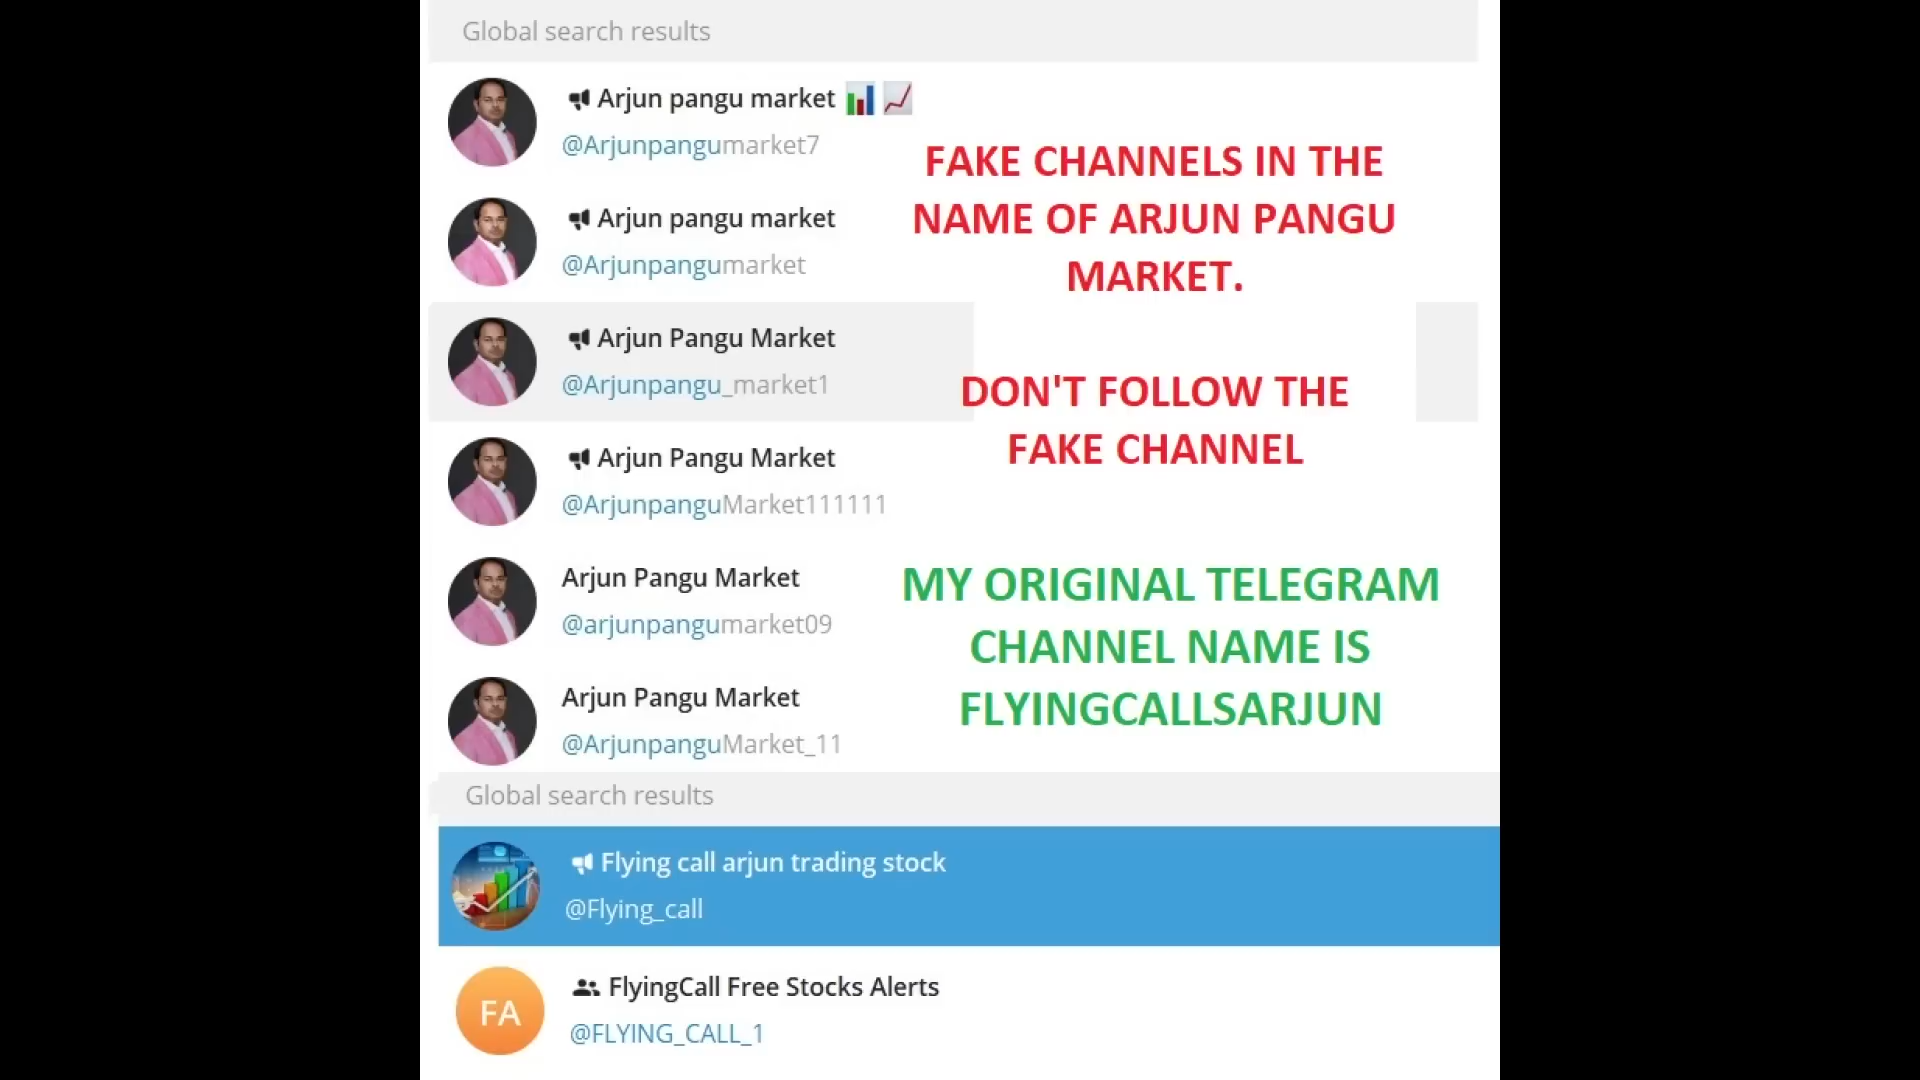 Global search results
Arjun pangu market
@Arjunpangumarket7
FAKE CHANNELS IN THE
NAME OF ARJUN PANGU
MARKET.
Arjun pangu market
@Arjunpangumarket
Arjun Pangu Market
@Arjunpangu_market1
DON'T FOLLOW THE
FAKE CHANNEL
Arjun Pangu Market
@ArjunpanguMarket111111
Arjun Pangu Market
@arjunpangumarket09
MY ORIGINAL TELEGRAM
CHANNEL NAME IS
FLYINGCALLSARJUN
Arjun Pangu Market
@ArjunpanguMarket_11
Global search results
Flying call arjun trading stock
@Flying_call
FA
FlyingCall Free Stocks Alerts
@FLYING_CALL_1